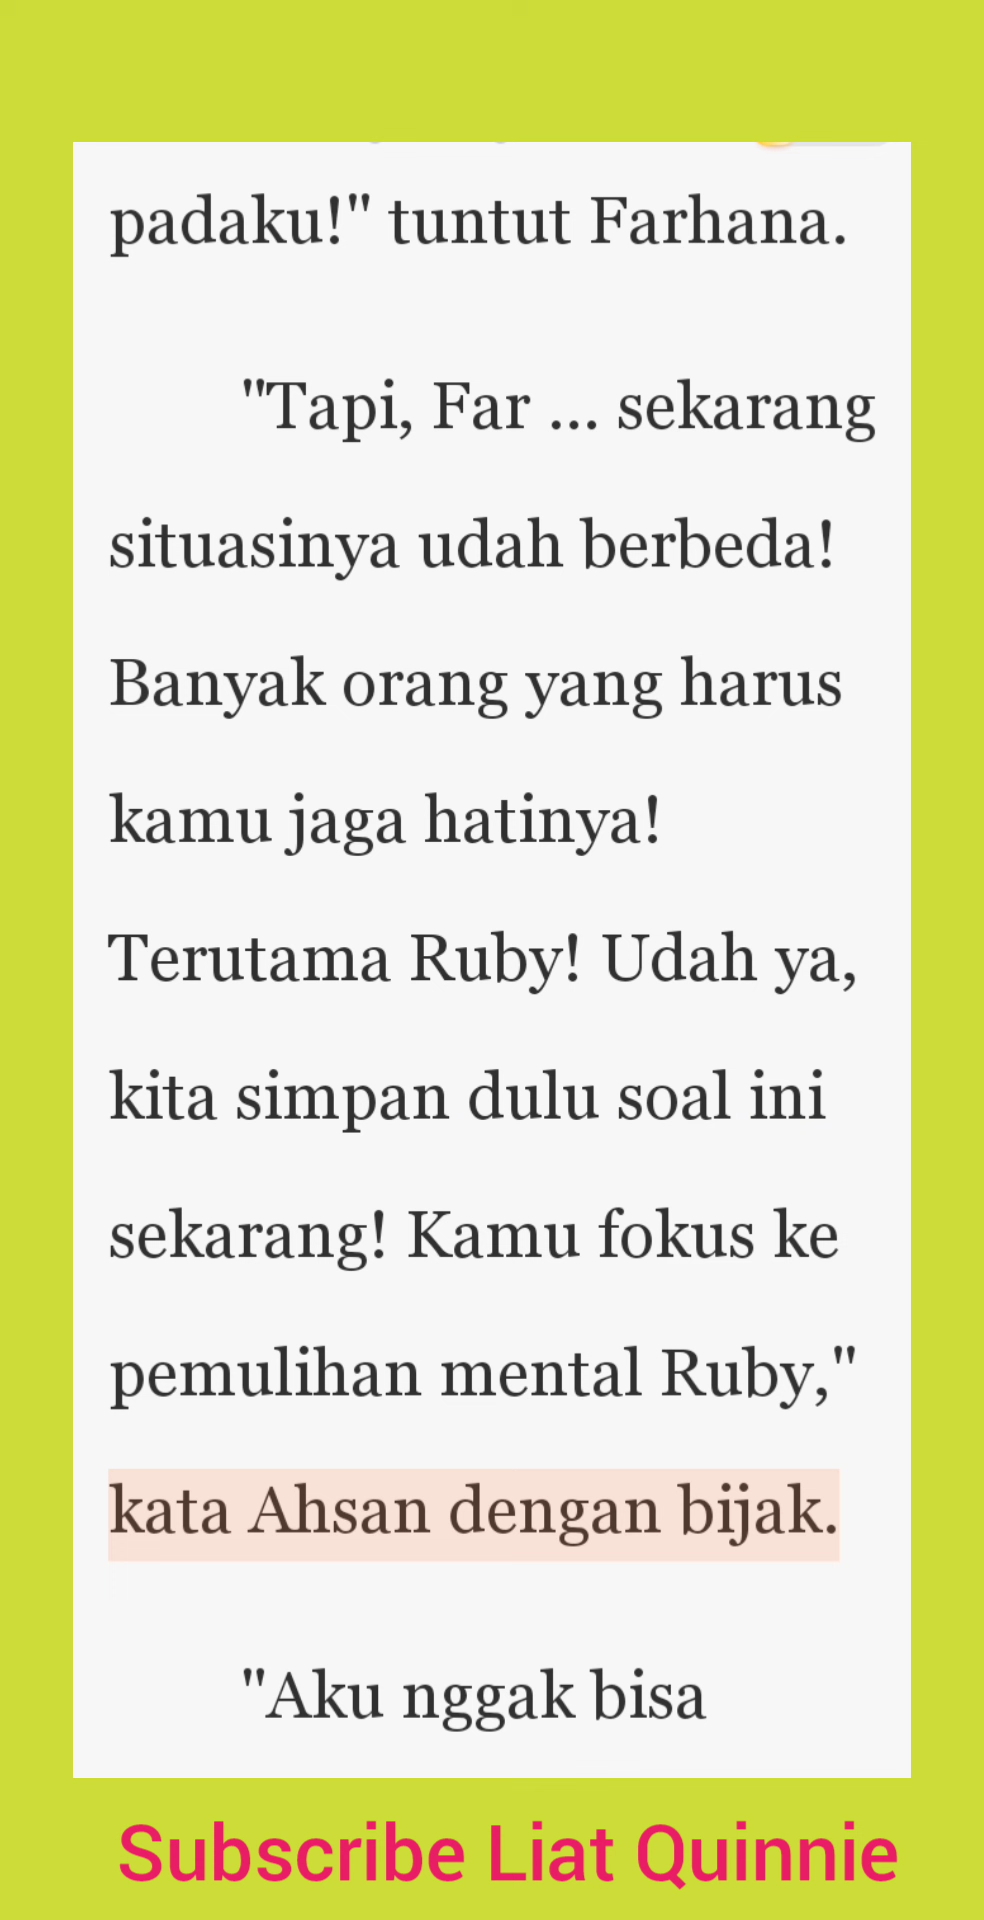 padaku!" tuntut Farhana.
"Tapi, Far ... sekarang
situasinya udah berbeda!
Banyak orang yang harus
kamu jaga hatinya!
Terutama Ruby! Udah ya,
kita simpan dulu soal ini
sekarang! Kamu fokus ke
pemulihan mental Ruby,"
kata Ahsan dengan bijak.
"Aku nggak bisa
Subscribe Liat Quinnie